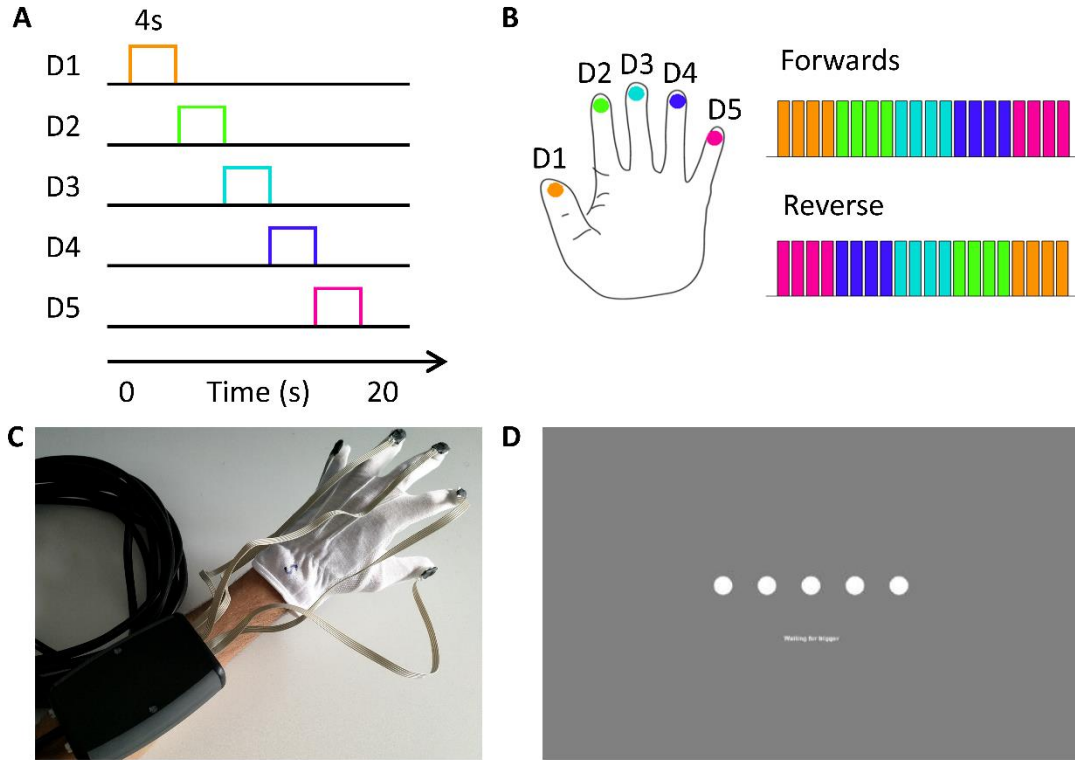 A
4s
D1
D2
D3
D4
D5
0 Time (s) 20
B
D1
D2
D3
D4
D5
Forwards
Reverse
C
S
D
Waiting for trigger